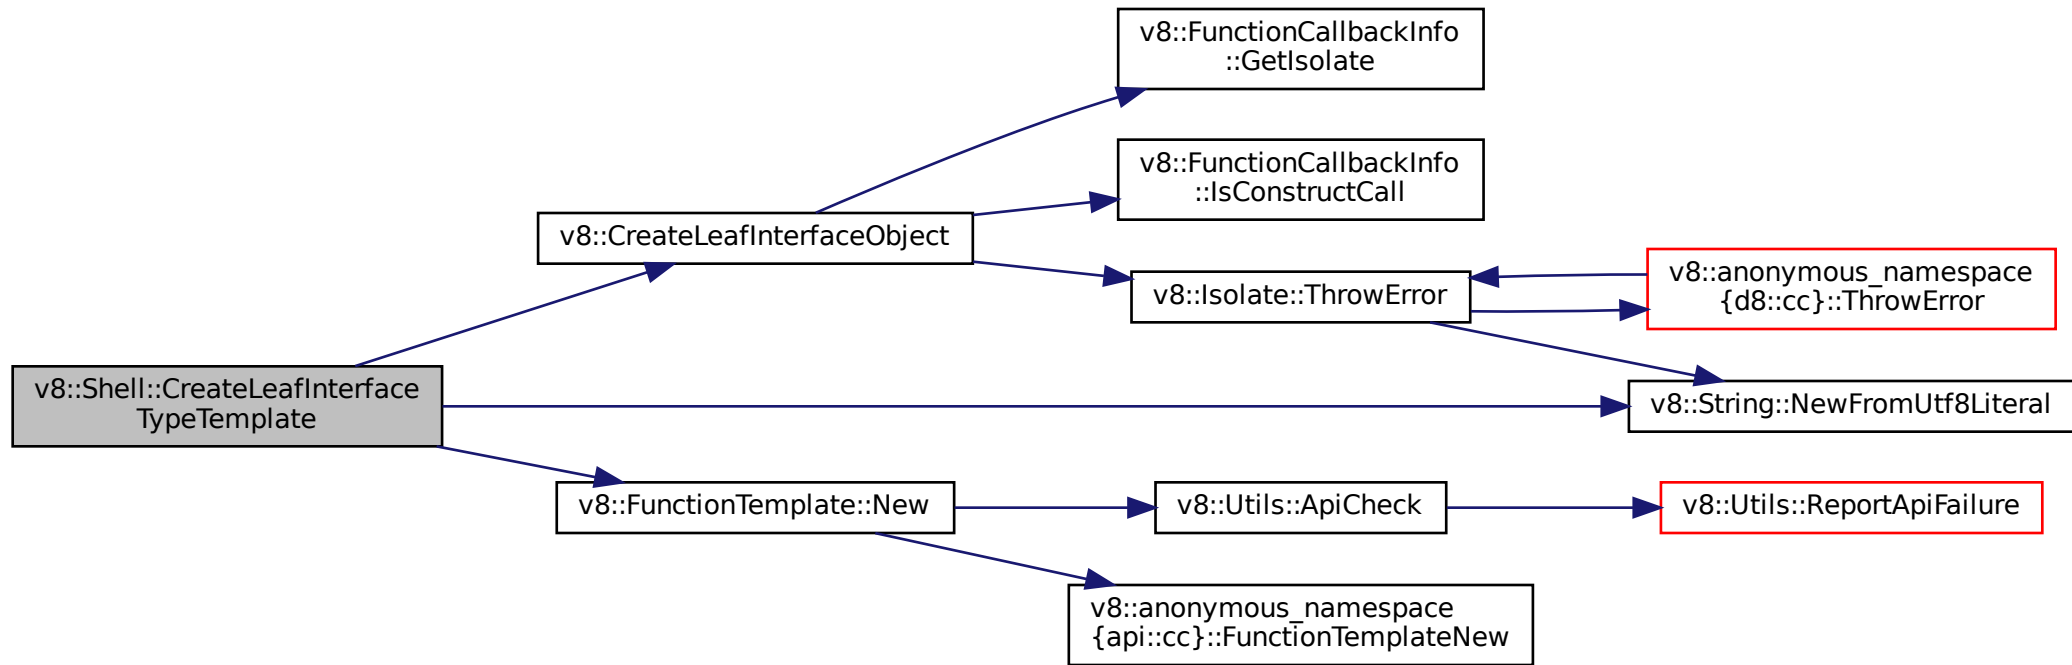 v8::FunctionCallbackInfo
::GetIsolate
v8::FunctionCallbackInfo
::IsConstructCall
v8::CreateLeafInterfaceObject
v8::Isolate::ThrowError
v8::anonymous_namespace
{d8::cc}::ThrowError
v8::Shell::CreateLeafInterface
TypeTemplate
v8::String::NewFromUtf8Literal
v8::FunctionTemplate::New
v8::Utils::ApiCheck
v8::Utils::ReportApiFailure
v8::anonymous_namespace
{api::cc}::FunctionTemplateNew